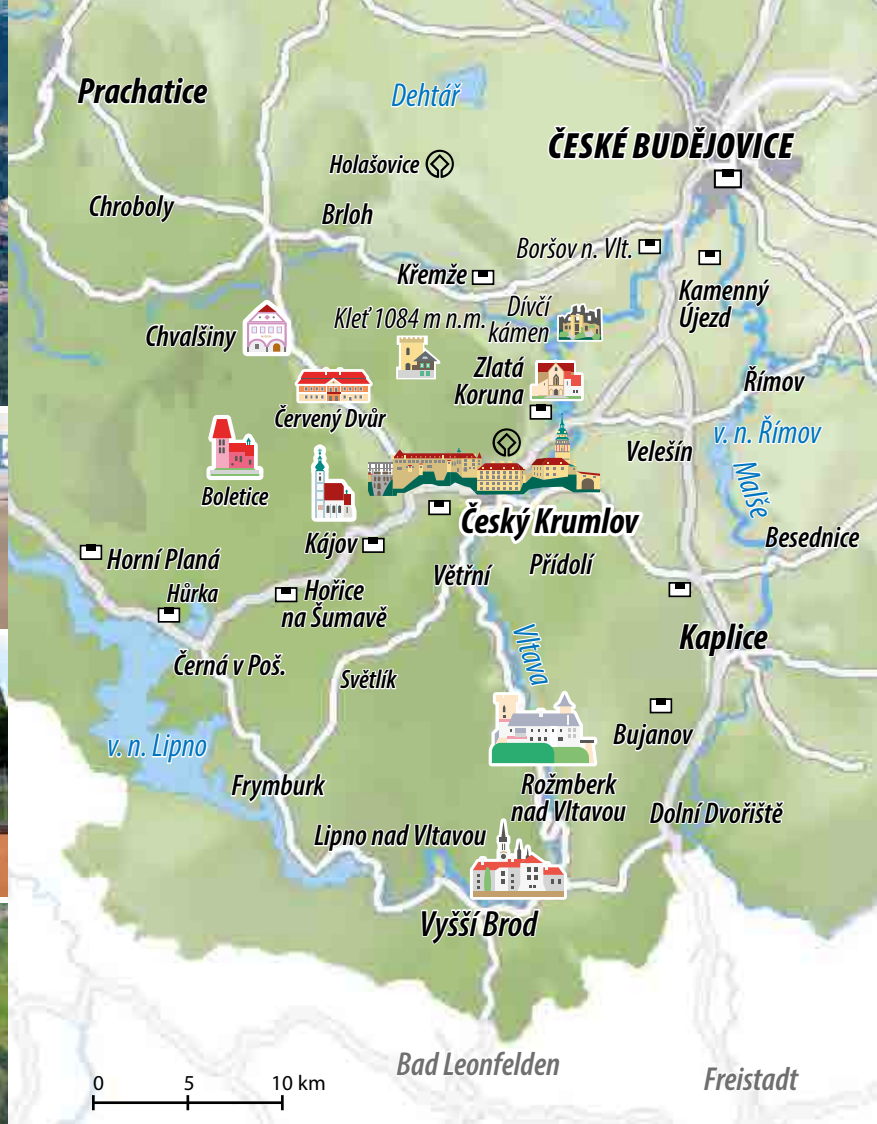 Prachatice
Dehtář
ČESKÉ BUDĚJOVICE
Holašovice
Chroboly
Brloh
Boršov n. Vlt.
Křemže
Kamenný
Újezd
Dívčí
kámen
Kleť 1084 m n.m.
Chvalšiny
Zlatá
Koruna
Římov
Červený Dvůr
v. n. Římov
Velešín
Malše
Boletice
Český Krumlov
Besednice
Kájov
Horní Planá
Přídolí
Větřní
Hůrka
Hořice
na Šumavě
Kaplice
Vltava
Černá v Poš.
Světlík
v. n. Lipno
Bujanov
Frymburk
Rožmberk
nad Vltavou
Dolní Dvořiště
Lipno nad Vltavou
Vyšší Brod
Bad Leonfelden
Freistadt
0 5 10 km